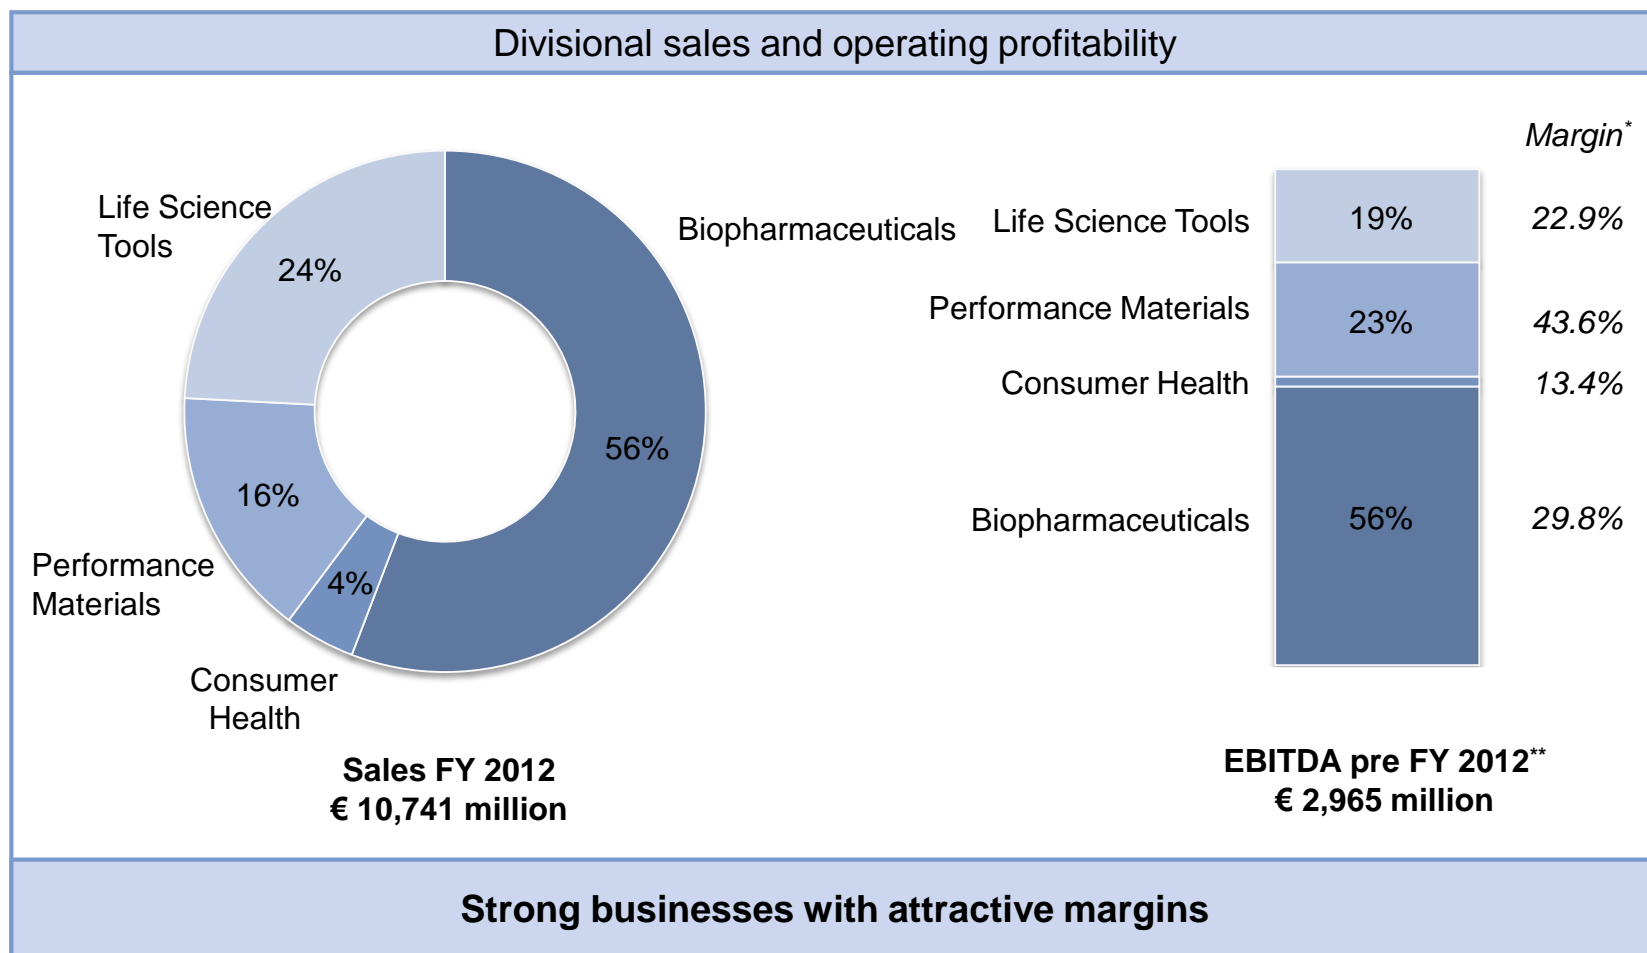 Divisional sales and operating profitability
Life Science
Tools
24%
Biopharmaceuticals
56%
16%
Performance
Materials
4%
Consumer
Health
Sales FY 2012
€ 10,741 million
Margin*
Life Science Tools 19% 22.9%
Performance Materials 23% 43.6%
Consumer Health 13.4%
Biopharmaceuticals 56% 29.8%
EBITDA pre FY 2012**
€ 2,965 million
Strong businesses with attractive margins